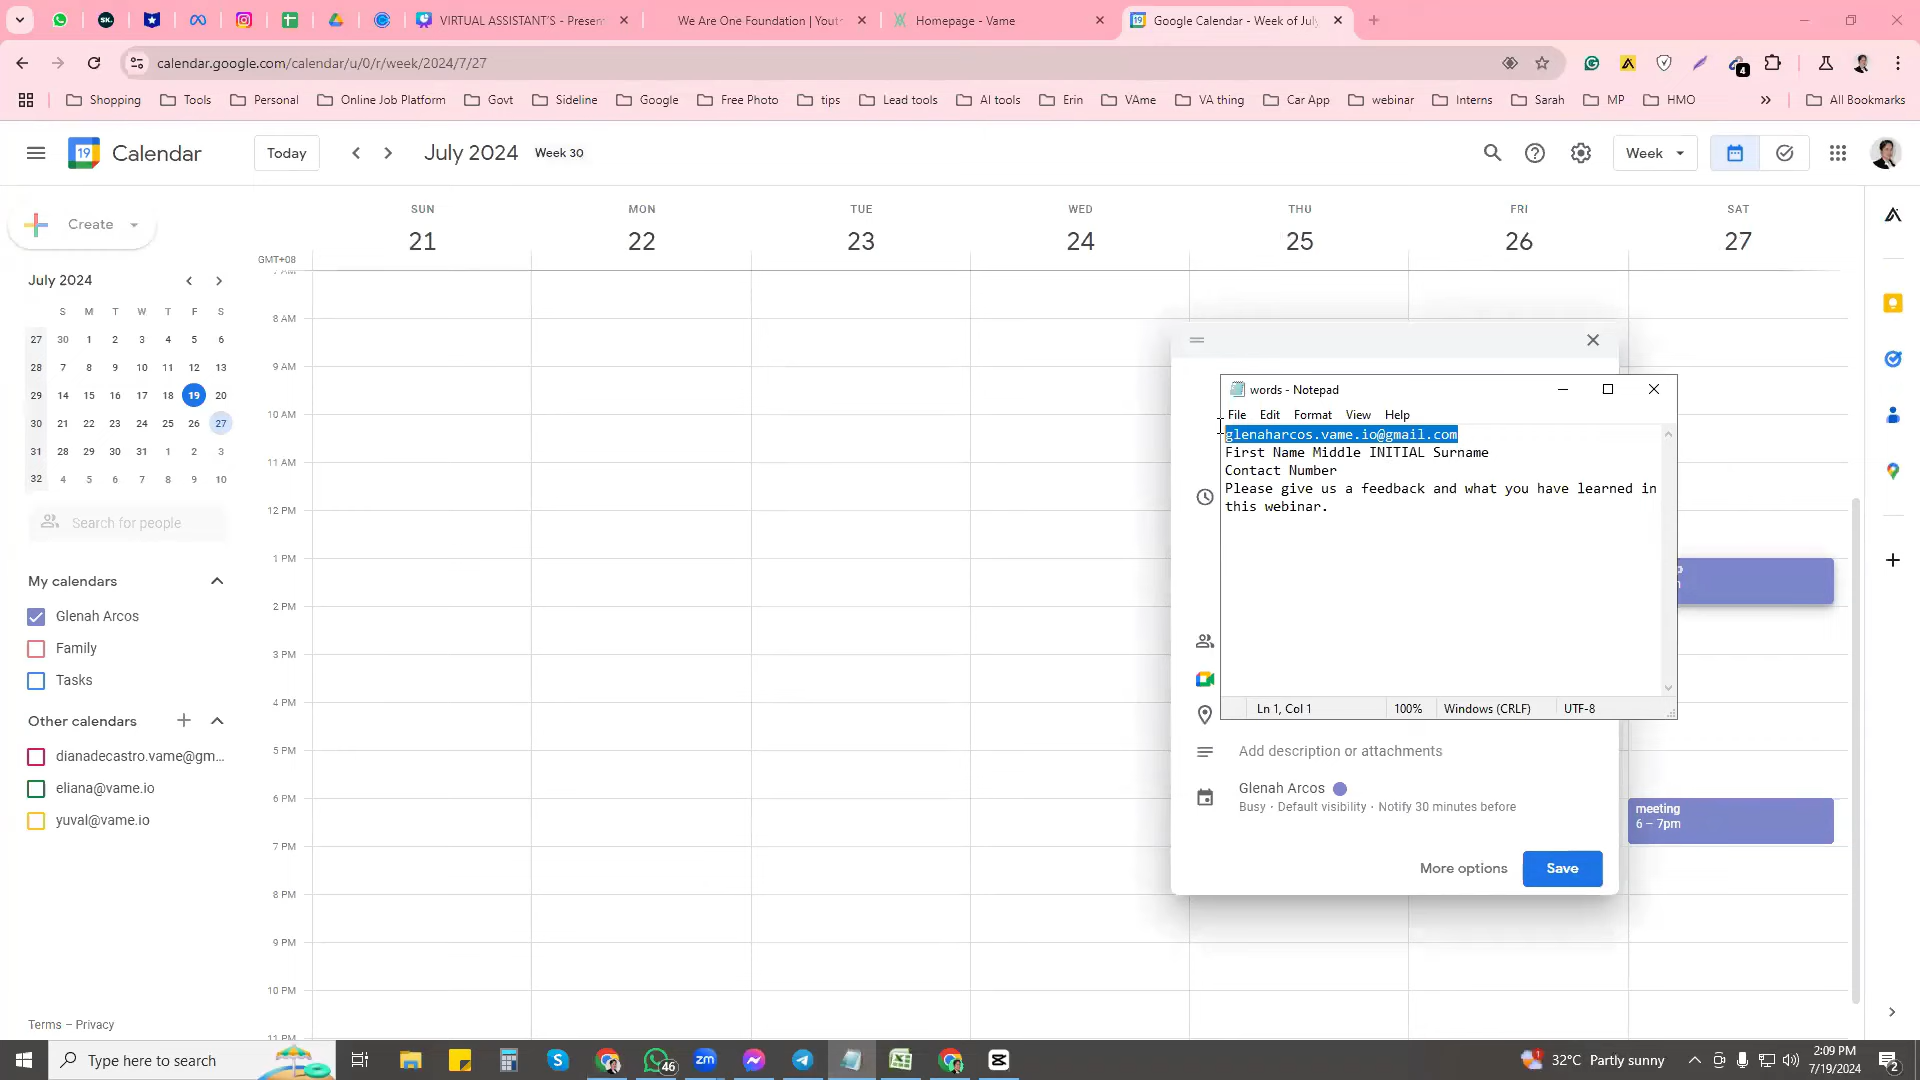 VIRTUAL ASSISTANT'S - Present
We Are One Foundation | Yout
Homepage - Vame
Google Calendar - Week of July
calendar.google.com/calendar/u/0/r/week/2024/7/27
4
Shopping
Tools
Personal
Online Job Platform
Govt
Sideline
Google
Free Photo
tips
Lead tools
AI tools
Erin
VAme
VA thing
Car App
webinar
Interns
Sarah
MP
HMO
All Bookmarks
19
Calendar
Today
July 2024
Week 30
Week
Create
SUN
MON
TUE
WED
THU
FRI
SAT
21
22
23
24
25
26
27
GMT+08
July 2024
S M T W T F S
27 30 1 2 3 4 5 6
28 7 8 9 10 11 12 13
29 14 15 16 17 18 19 20
30 21 22 23 24 25 26 27
31 28 29 30 31 1 2 3
32 4 5 6 7 8 9 10
Search for people
My calendars
Glenah Arcos
Family
Tasks
Other calendars
dianadecastro.vame@gm...
eliana@vame.io
yuval@vame.io
Terms – Privacy
8 AM
9 AM
10 AM
11 AM
12 PM
1 PM
2 PM
3 PM
4 PM
5 PM
6 PM
7 PM
8 PM
9 PM
10 PM
11 PM
words - Notepad
File Edit Format View Help
glenaharcos.vame.io@gmail.com
First Name Middle INITIAL Surname
Contact Number
Please give us a feedback and what you have learned in
this webinar.
Ln 1, Col 1
100%
Windows (CRLF)
UTF-8
Add description or attachments
Glenah Arcos
Busy · Default visibility · Notify 30 minutes before
More options
Save
meeting
6 – 7pm
Type here to search
46
zm
32°C Partly sunny
2:09 PM
7/19/2024
2